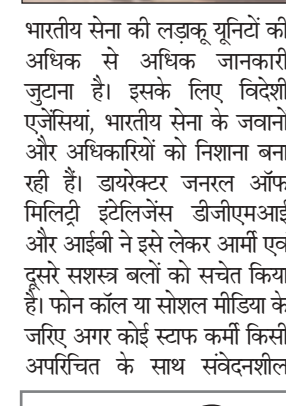 भारतीय सेना की लड़ाकू यूनिटों की
अधिक से अधिक जानकारी
जुटाना है। इसके लिए विदेशी
एजेंसियां, भारतीय सेना के जवानों
और अधिकारियों को निशाना बना
रही हैं। डायरेक्टर जनरल ऑफ
मिलिट्री इंटेलिजेंस डीजीएमआई
और आईबी ने इसे लेकर आर्मी एवं
दूसरे सशस्त्र बलों को सचेत किया
है। फोन कॉल या सोशल मीडिया के
जरिए अगर कोई स्टाफ कर्मी किसी
अपरिचित के साथ संवेदनशील